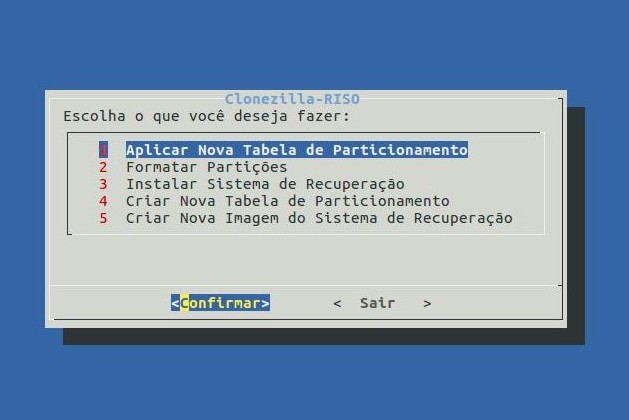 Clonezilla-RISO
Escolha o que você deseja fazer:
1 Aplicar Nova Tabela de Particionamento
2 Formatar Partições
3 Instalar Sistema de Recuperação
4 Criar Nova Tabela de Particionamento
5 Criar Nova Imagem do Sistema de Recuperação
<Confirmar> < Sair >